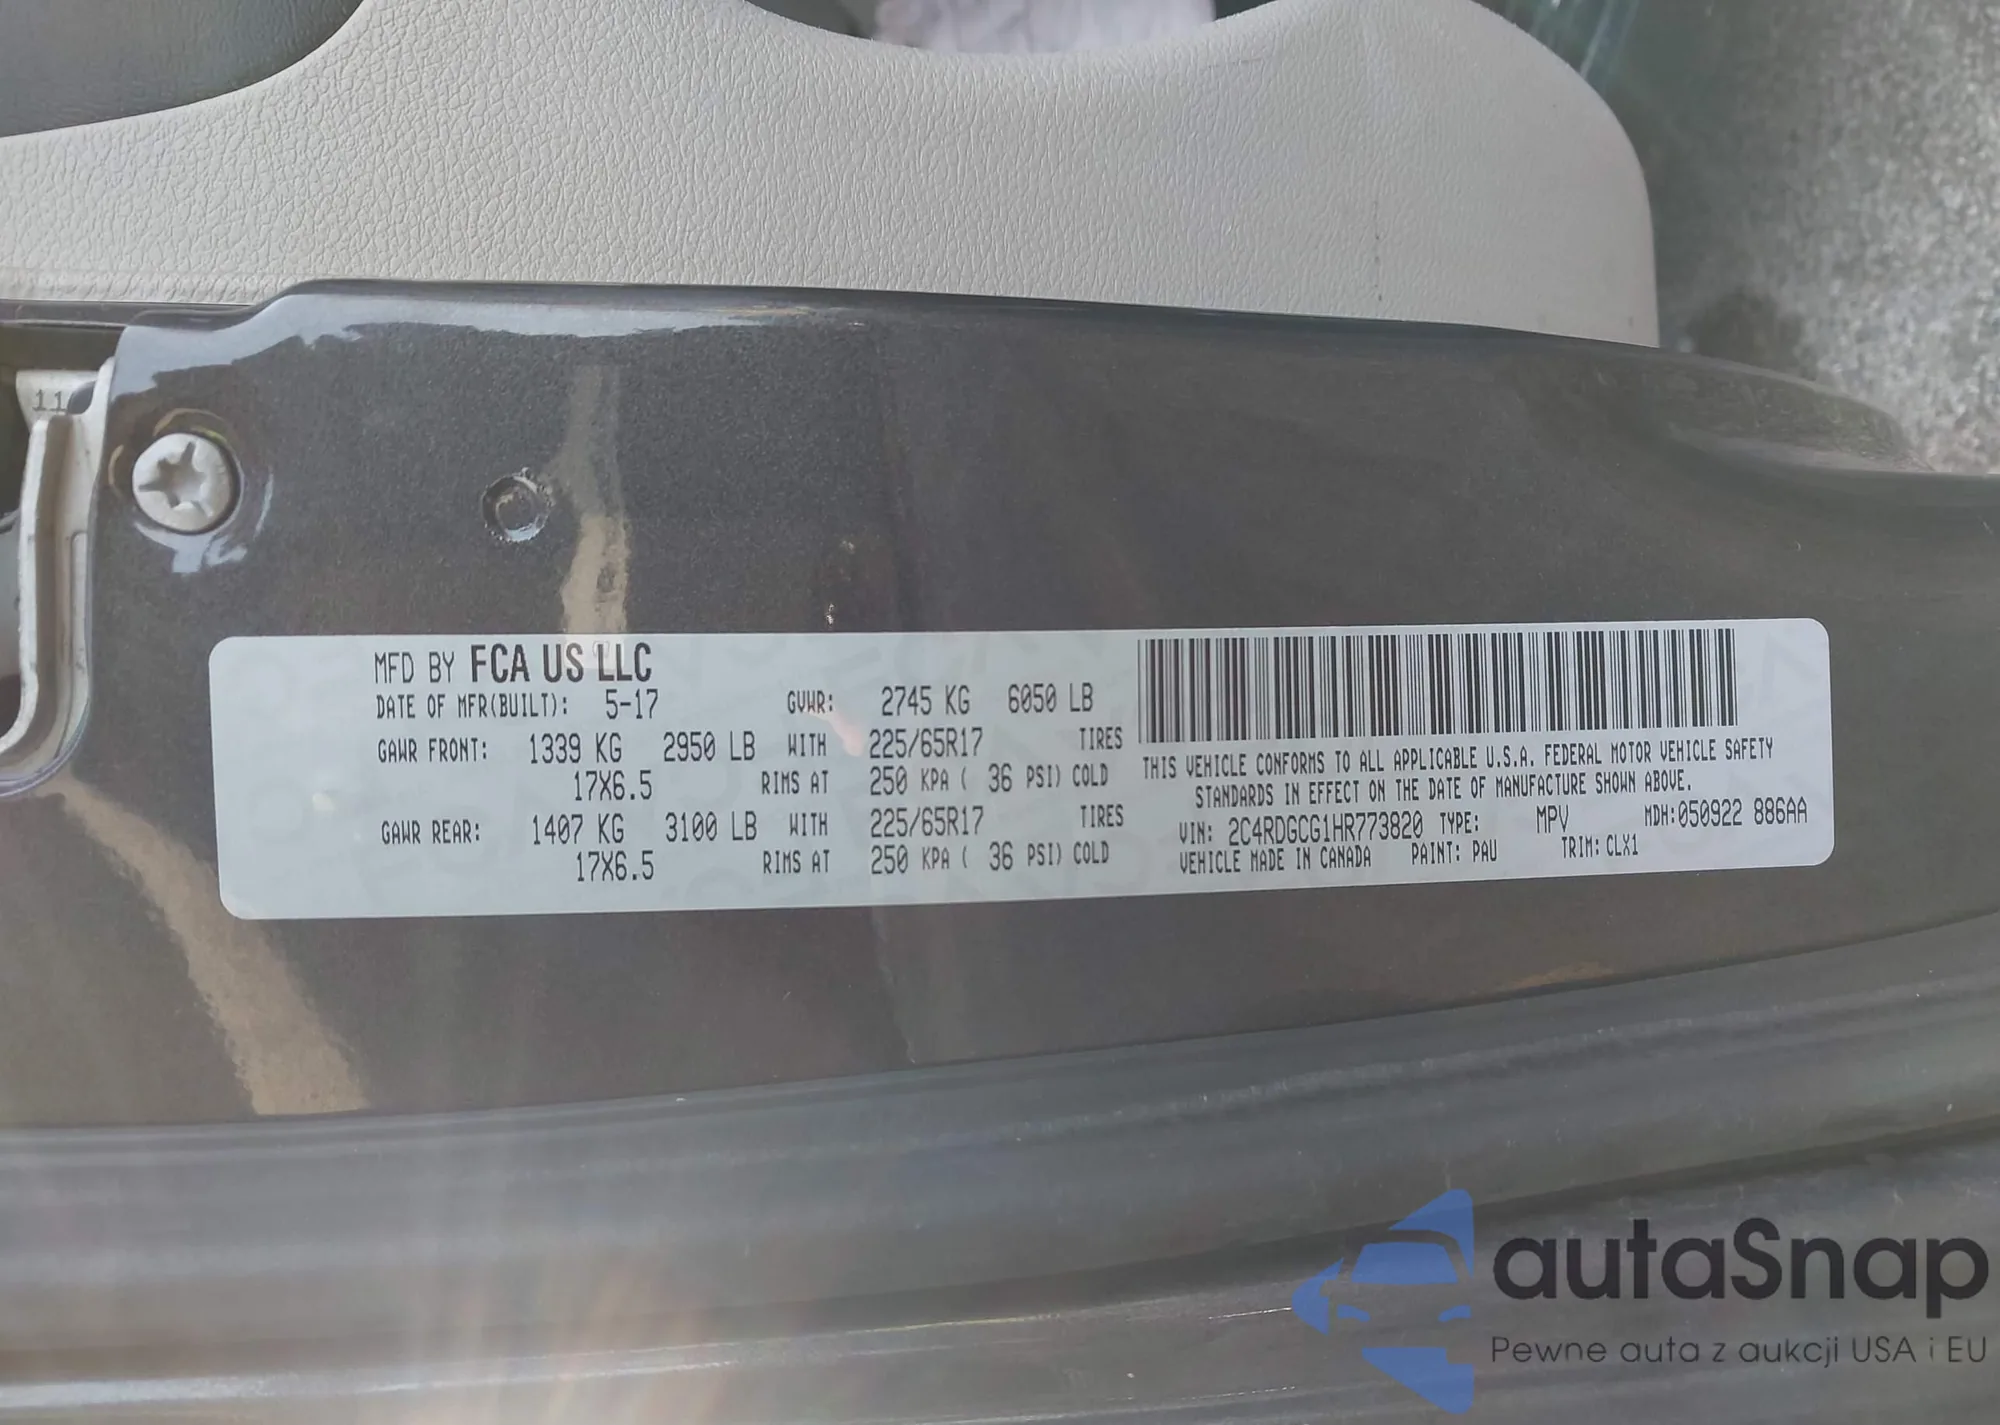 11
MFD BY FCA US LLC
DATE OF MFR(BUILT): 5-17 GVWR: 2745 KG 6050 LB
GAWR FRONT: 1339 KG 2950 LB WITH 225/65R17 TIRES
17X6.5 RIMS AT 250 KPA ( 36 PSI) COLD
GAWR REAR: 1407 KG 3100 LB WITH 225/65R17 TIRES
17X6.5 RIMS AT 250 KPA ( 36 PSI) COLD
THIS VEHICLE CONFORMS TO ALL APPLICABLE U.S.A. FEDERAL MOTOR VEHICLE SAFETY
STANDARDS IN EFFECT ON THE DATE OF MANUFACTURE SHOWN ABOVE.
VIN: 2C4RDGCG1HR773820 TYPE: MPV MDH:050922 886AA
VEHICLE MADE IN CANADA PAINT: PAU TRIM: CLX1
autaSnap
Pewne auta z aukcji USA i EU